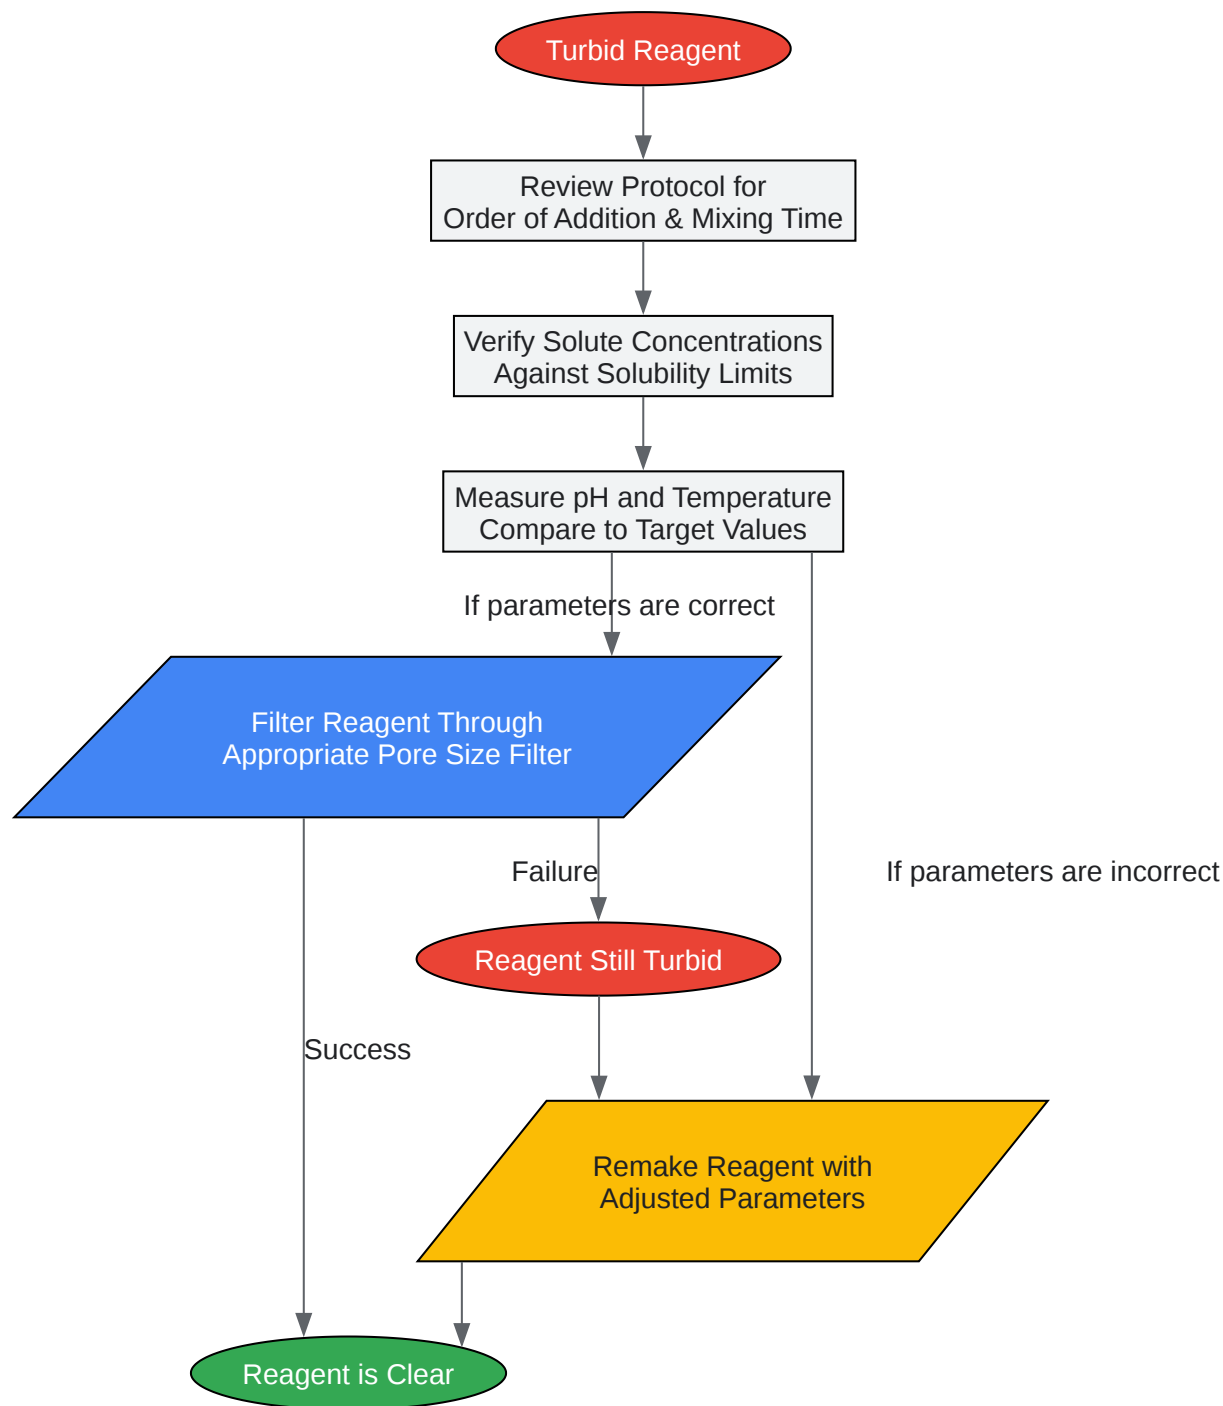 Turbid Reagent
Review Protocol for
Order of Addition & Mixing Time
Verify Solute Concentrations
Against Solubility Limits
Measure pH and Temperature
Compare to Target Values
If parameters are correct
Filter Reagent Through
Appropriate Pore Size Filter
Failure
If parameters are incorrect
Reagent Still Turbid
Success
Remake Reagent with
Adjusted Parameters
Reagent is Clear